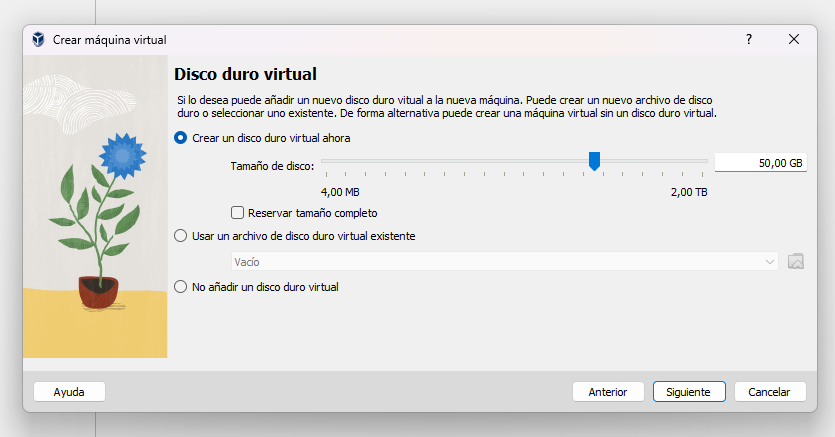 Crear máquina virtual
?
Disco duro virtual
Si lo desea puede añadir un nuevo disco duro vitual a la nueva máquina. Puede crear un nuevo archivo de disco
duro o seleccionar uno existente. De forma alternativa puede crear una máquina virtual sin un disco duro virtual.
Crear un disco duro virtual ahora
Tamaño de disco:
50,00 GB
4,00 MB
2,00 TB
Reservar tamaño completo
Usar un archivo de disco duro virtual existente
Vacío
No añadir un disco duro virtual
Ayuda
Anterior
Siguiente
Cancelar